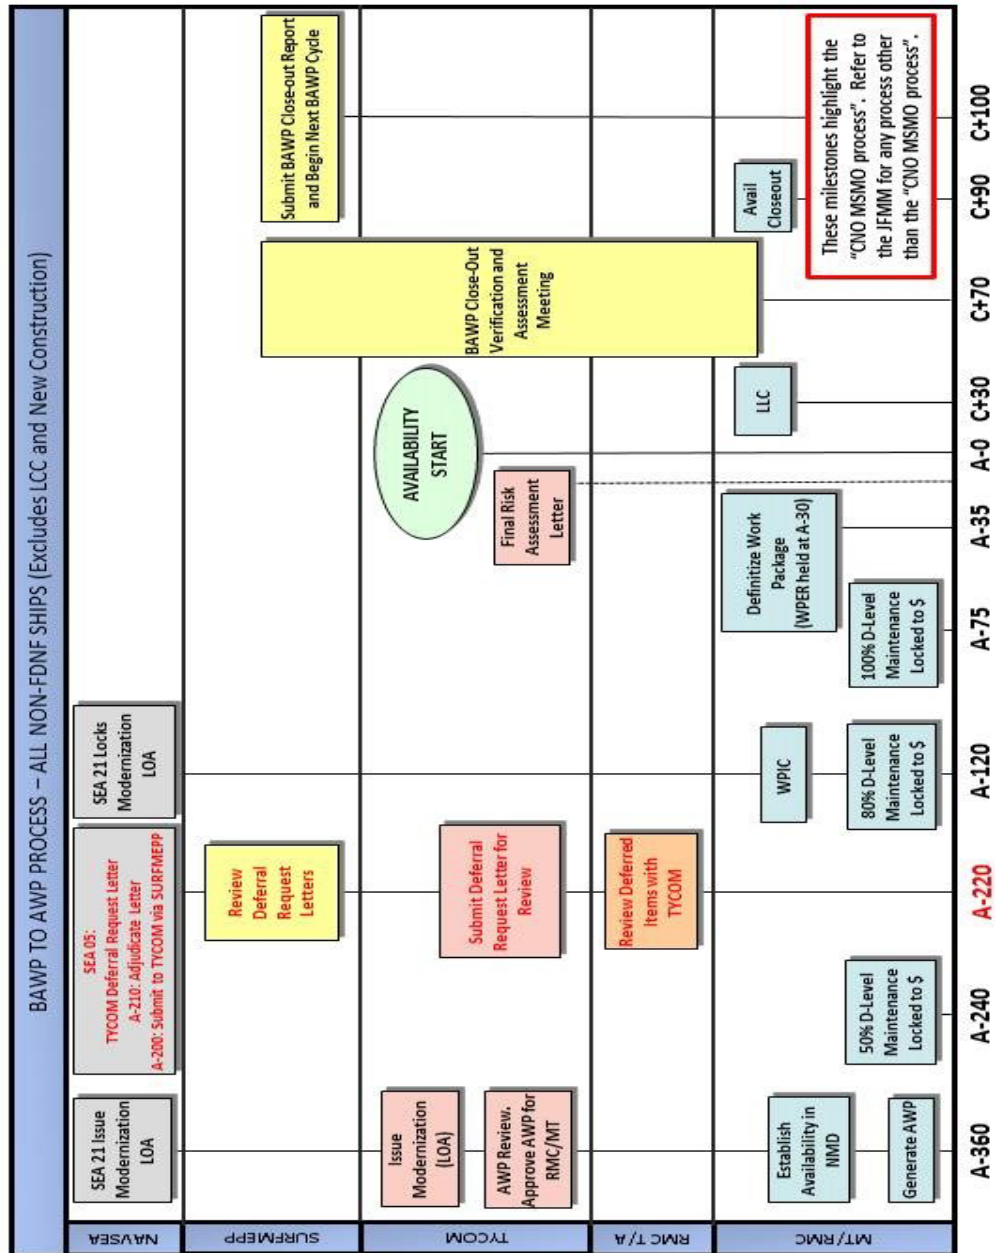 BAWP TO AWP PROCESS – ALL NON-FDNF SHIPS (Excludes LCC and New Construction)
NAVSEA
SEA 21 Issue
Modernization
LOA
SEA 05:
TYCOM Deferral Request Letter
A-210: Adjudicate Letter
A-200: Submit to TYCOM via SURFMEPP
SEA 21 Locks
Modernization
LOA
SURFMEPP
Review
Deferral
Request
Letters
Submit BAWP Close-out Report
and Begin Next BAWP Cycle
BAWP Close-Out
Verification and
Assessment
Meeting
TYCOM
Issue
Modernization
(LOA)
AWP Review.
Approve AWP for
RMC/MT
Submit Deferral
Request Letter for
Review
AVAILABILITY
START
Final Risk
Assessment
Letter
RMC T/A
Review Deferred
Items with
TYCOM
MT/RMC
Establish
Availability in
NMD
Generate AWP
50% D-Level
Maintenance
Locked to $
WPIC
80% D-Level
Maintenance
Locked to $
Definitize Work
Package
(WPER held at A-30)
100% D-Level
Maintenance
Locked to $
LLC
Avail
Closeout
These milestones highlight the
“CNO MSMO process”. Refer to
the JFMM for any process other
than the “CNO MSMO process”.
A-360
A-240
A-220
A-120
A-75
A-35
A-0
C+30
C+70
C+90
C+100